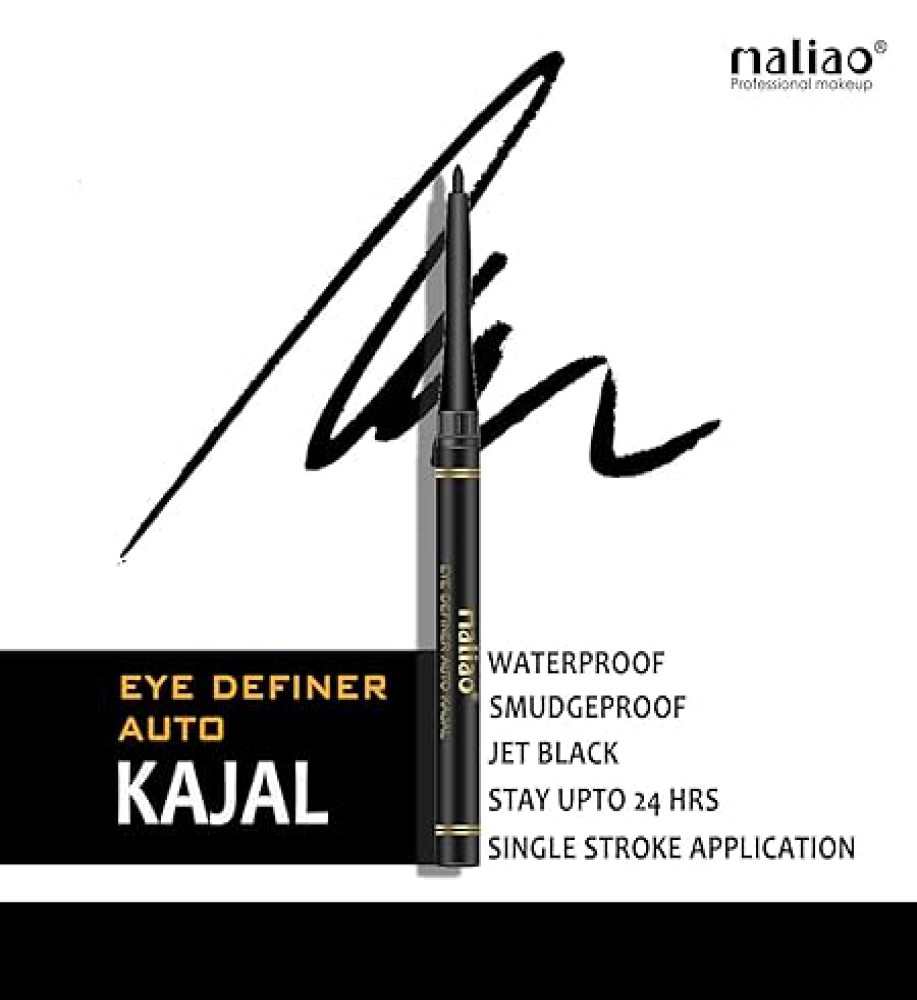 maliao®
Professional makeup
EYE DEFINER
AUTO
KAJAL
maliao
EYE DEFINER AUTO KAJAL
WATERPROOF
SMUDGEPROOF
JET BLACK
STAY UPTO 24 HRS
SINGLE STROKE APPLICATION